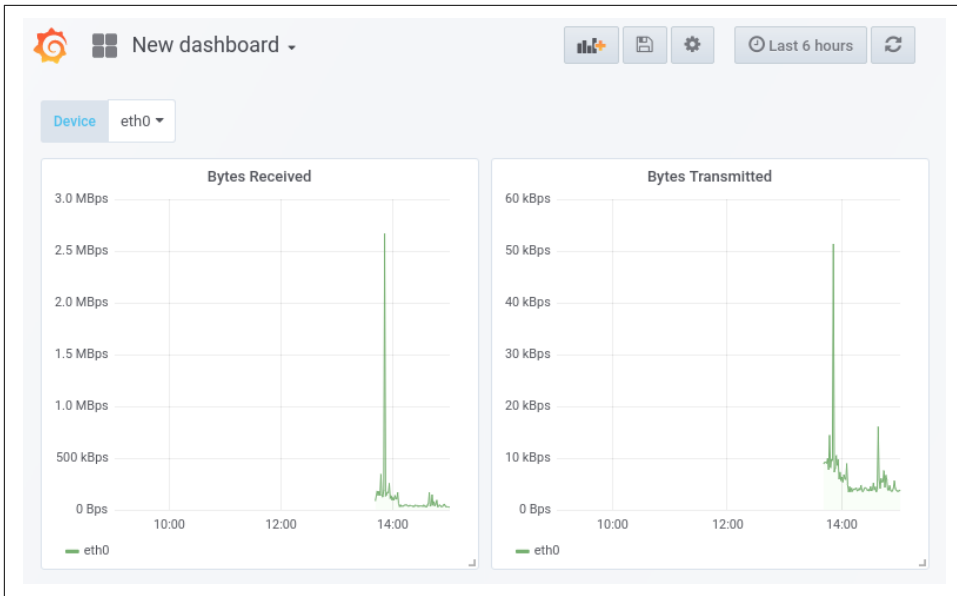 New dashboard
Last 6 hours
Device eth0
Bytes Received
3.0 MBps
2.5 MBps
2.0 MBps
1.5 MBps
1.0 MBps
500 kBps
0 Bps
10:00 12:00 14:00
eth0
Bytes Transmitted
60 kBps
50 kBps
40 kBps
30 kBps
20 kBps
10 kBps
0 Bps
10:00 12:00 14:00
eth0